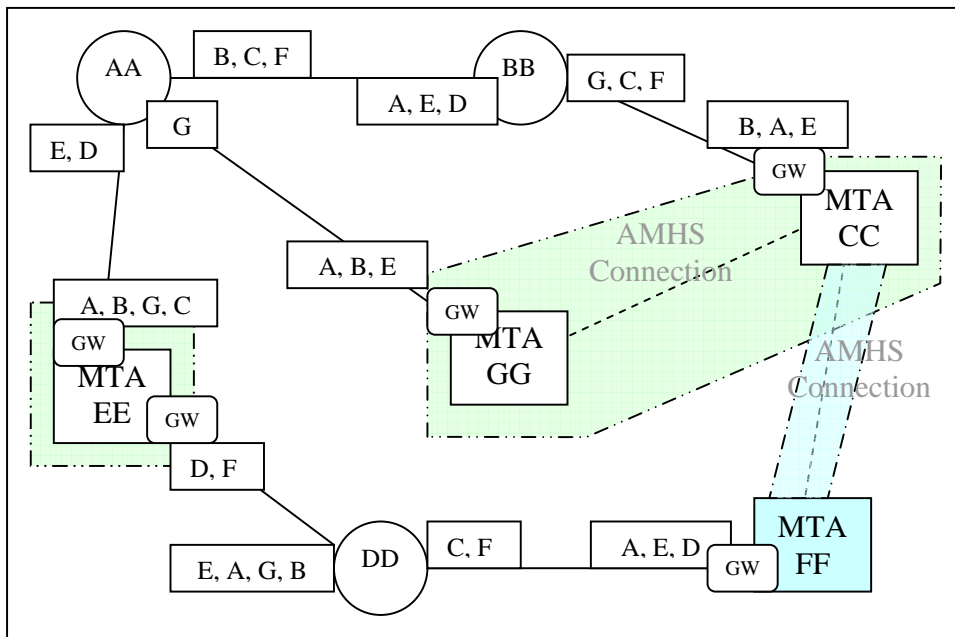 B, C, F
AA
BB
G, C, F
A, E, D
G
B, A, E
E, D
GW
MTA
CC
AMHS
Connection
A, B, E
A, B, G, C
GW
GW
MTA
GG
MTA
EE
AMHS
Connection
GW
D, F
MTA
FF
C, F
A, E, D
DD
GW
E, A, G, B